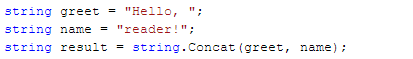 string greet = "Hello, ";
string name = "reader!";
string result = string.Concat(greet, name);